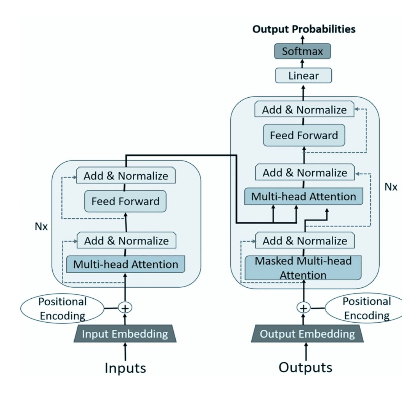 Output Probabilities
Softmax
Linear
Add & Normalize
Feed Forward
Add & Normalize
Multi-head Attention
Nx
Add & Normalize
Masked Multi-head
Attention
Positional
Encoding
Output Embedding
Outputs
Add & Normalize
Feed Forward
Nx
Add & Normalize
Multi-head Attention
Positional
Encoding
Input Embedding
Inputs